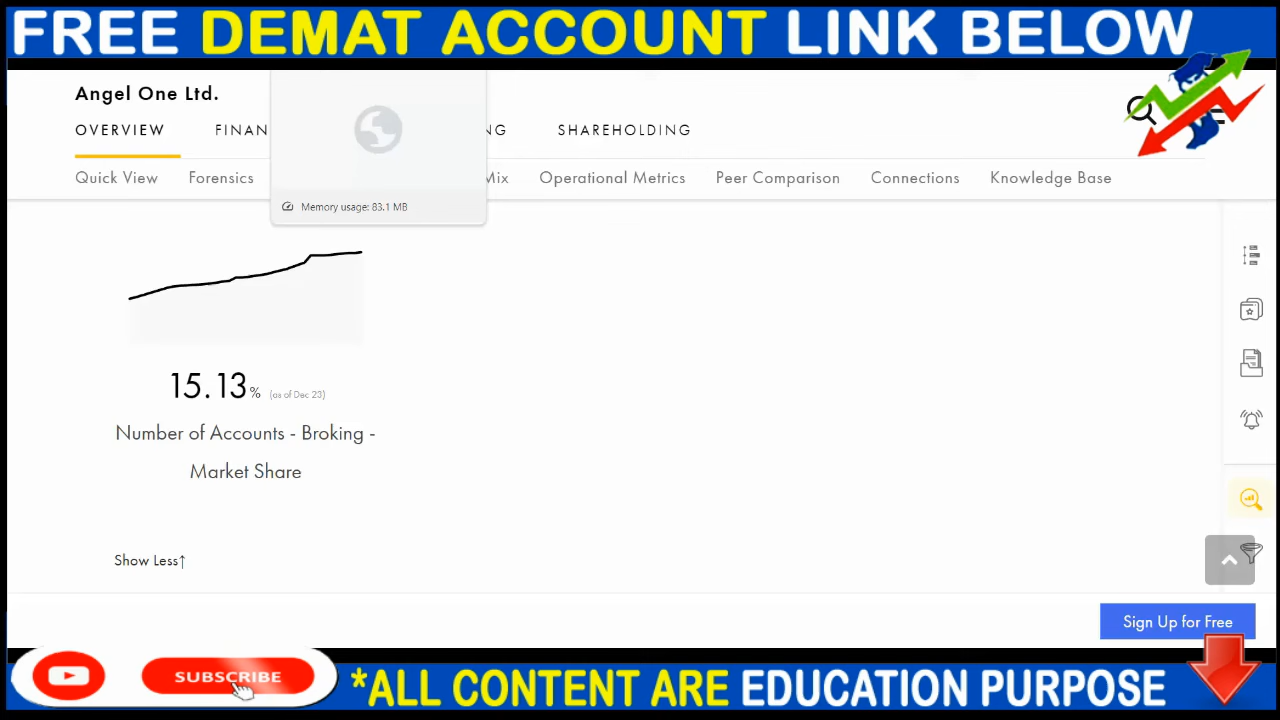 FREE DEMAT ACCOUNT LINK BELOW
Angel One Ltd.
OVERVIEW FINAN NG SHAREHOLDING
Quick View Forensics Mix Operational Metrics Peer Comparison Connections Knowledge Base
Memory usage: 83.1 MB
15.13% (as of Dec 23)
Number of Accounts - Broking -
Market Share
Show Less↑
Sign Up for Free
SUBSCRIBE
*ALL CONTENT ARE EDUCATION PURPOSE